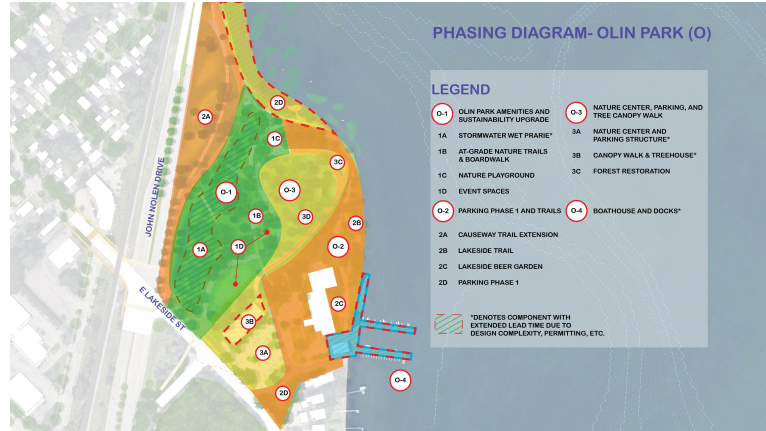 PHASING DIAGRAM- OLIN PARK (O)
LEGEND
O-1 OLIN PARK AMENITIES AND
SUSTAINABILITY UPGRADE
1A STORMWATER WET PRARIE*
1B AT-GRADE NATURE TRAILS
& BOARDWALK
1C NATURE PLAYGROUND
1D EVENT SPACES
O-2 PARKING PHASE 1 AND TRAILS
2A CAUSEWAY TRAIL EXTENSION
2B LAKESIDE TRAIL
2C LAKESIDE BEER GARDEN
2D PARKING PHASE 1
O-3 NATURE CENTER, PARKING, AND
TREE CANOPY WALK
3A NATURE CENTER AND
PARKING STRUCTURE*
3B CANOPY WALK & TREEHOUSE*
3C FOREST RESTORATION
O-4 BOATHOUSE AND DOCKS*
*DENOTES COMPONENT WITH
EXTENDED LEAD TIME DUE TO
DESIGN COMPLEXITY, PERMITTING, ETC.
2D
2A
1C
3C
O-1
O-3
1B
3D
2B
1A
1D
O-2
2C
3B
3A
O-4
2D
JOHN NOLEN DRIVE
E LAKESIDE ST